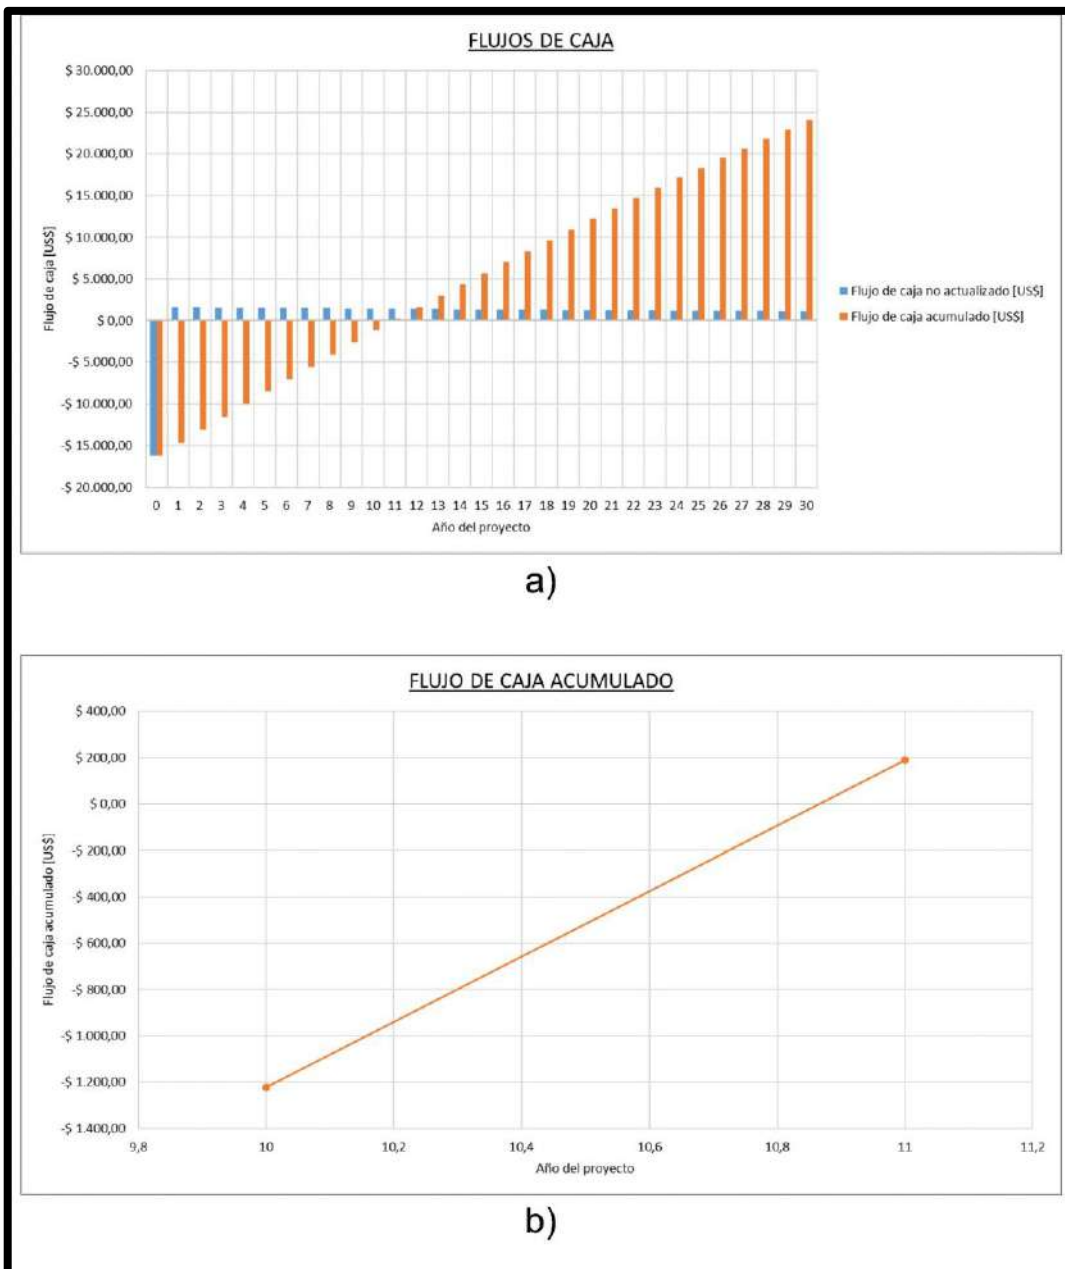 FLUJOS DE CAJA
$ 30.000,00
$ 25.000,00
$ 20.000,00
$ 15.000,00
$ 10.000,00
$ 5.000,00
$ 0,00
-$ 5.000,00
-$ 10.000,00
-$ 15.000,00
-$ 20.000,00
Flujo de caja [US$]
0 1 2 3 4 5 6 7 8 9 10 11 12 13 14 15 16 17 18 19 20 21 22 23 24 25 26 27 28 29 30
Año del proyecto
Flujo de caja no actualizado [US$]
Flujo de caja acumulado [US$]
a)
FLUJO DE CAJA ACUMULADO
$ 400,00
$ 200,00
$ 0,00
-$ 200,00
-$ 400,00
-$ 600,00
-$ 800,00
-$ 1.000,00
-$ 1.200,00
-$ 1.400,00
Flujo de caja acumulado [US$]
9,8 10 10,2 10,4 10,6 10,8 11 11,2
Año del proyecto
b)